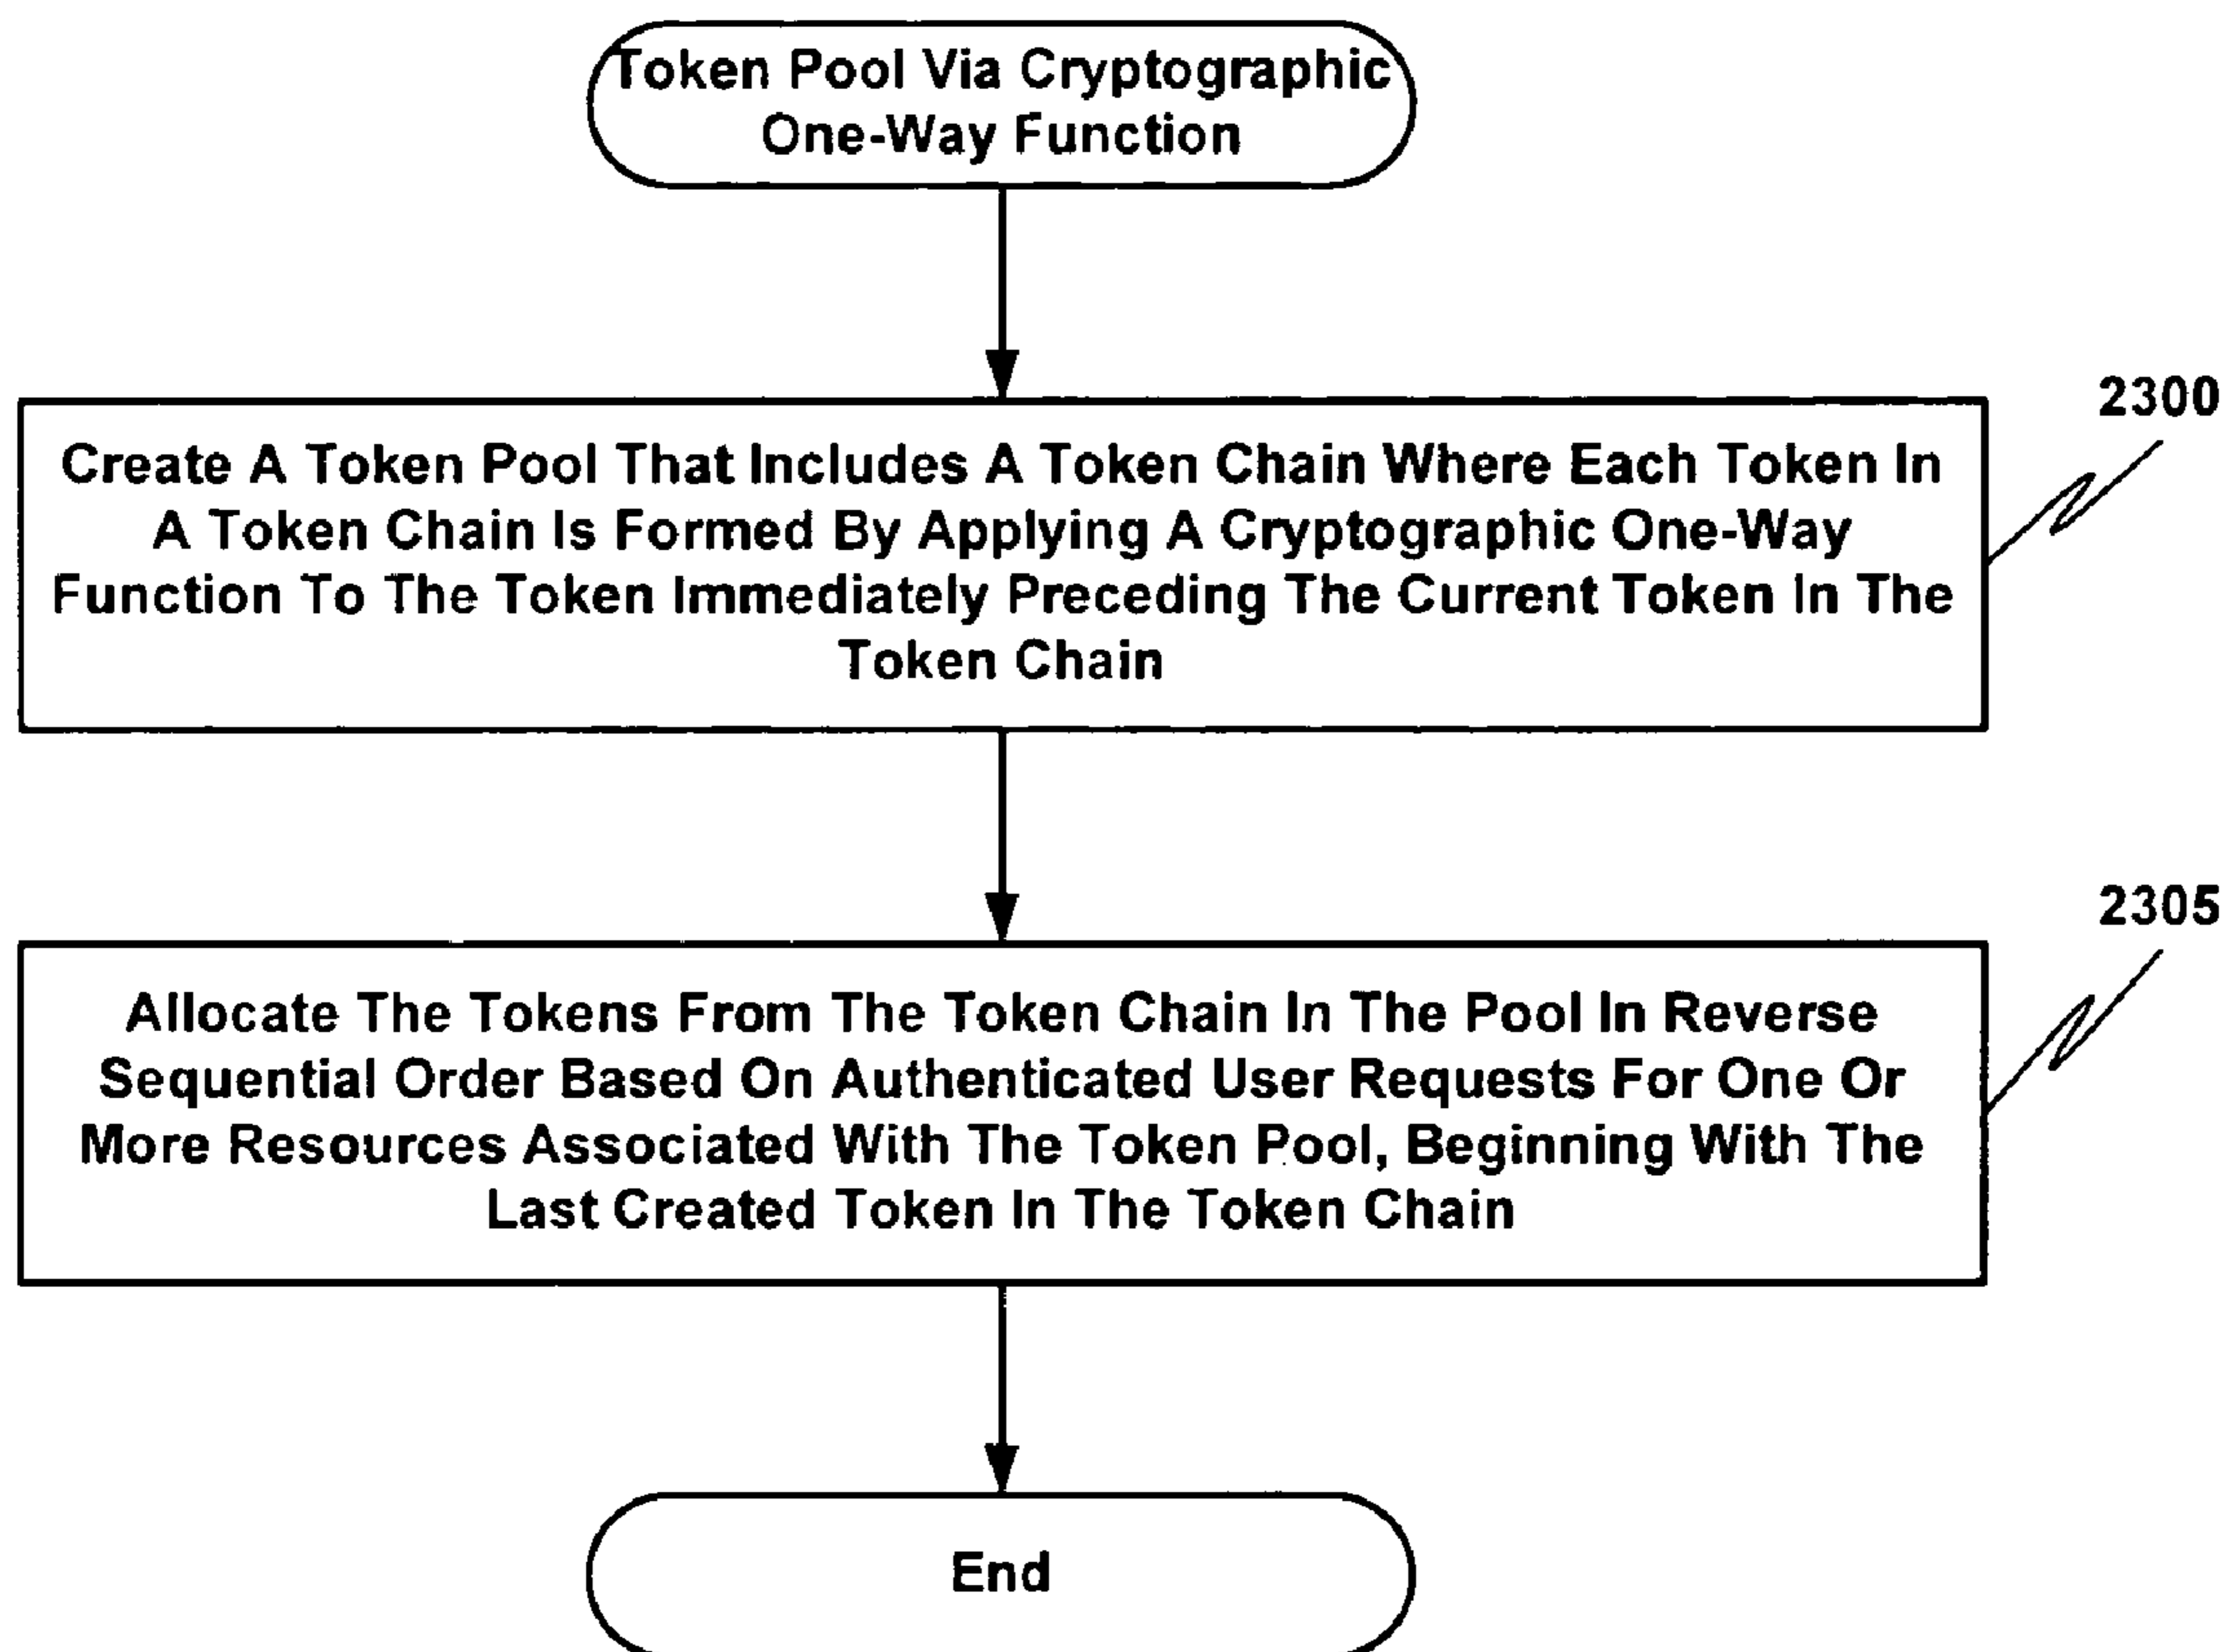 Token Pool Via Cryptographic
One-Way Function
2300
Create A Token Pool That Includes A Token Chain Where Each Token In
A Token Chain Is Formed By Applying A Cryptographic One-Way
Function To The Token Immediately Preceding The Current Token In The
Token Chain
2305
Allocate The Tokens From The Token Chain In The Pool In Reverse
Sequential Order Based On Authenticated User Requests For One Or
More Resources Associated With The Token Pool, Beginning With The
Last Created Token In The Token Chain
End